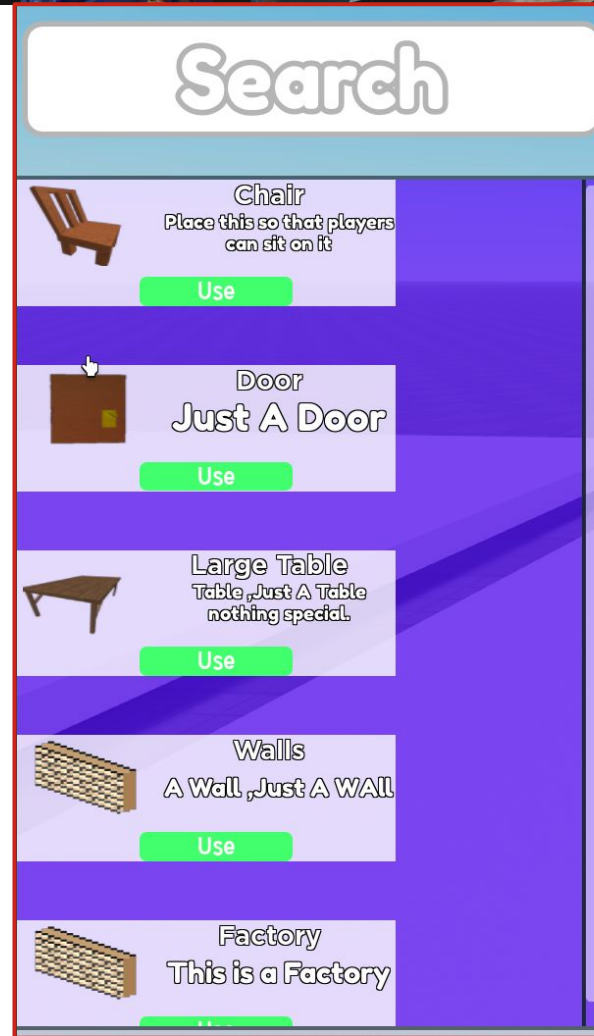 Search
Chair
Place this so that players
can sit on it
Use
Door
Just A Door
Use
Large Table
Table ,Just A Table
nothing special.
Use
Walls
A Wall ,Just A WAll
Use
Factory
This is a Factory